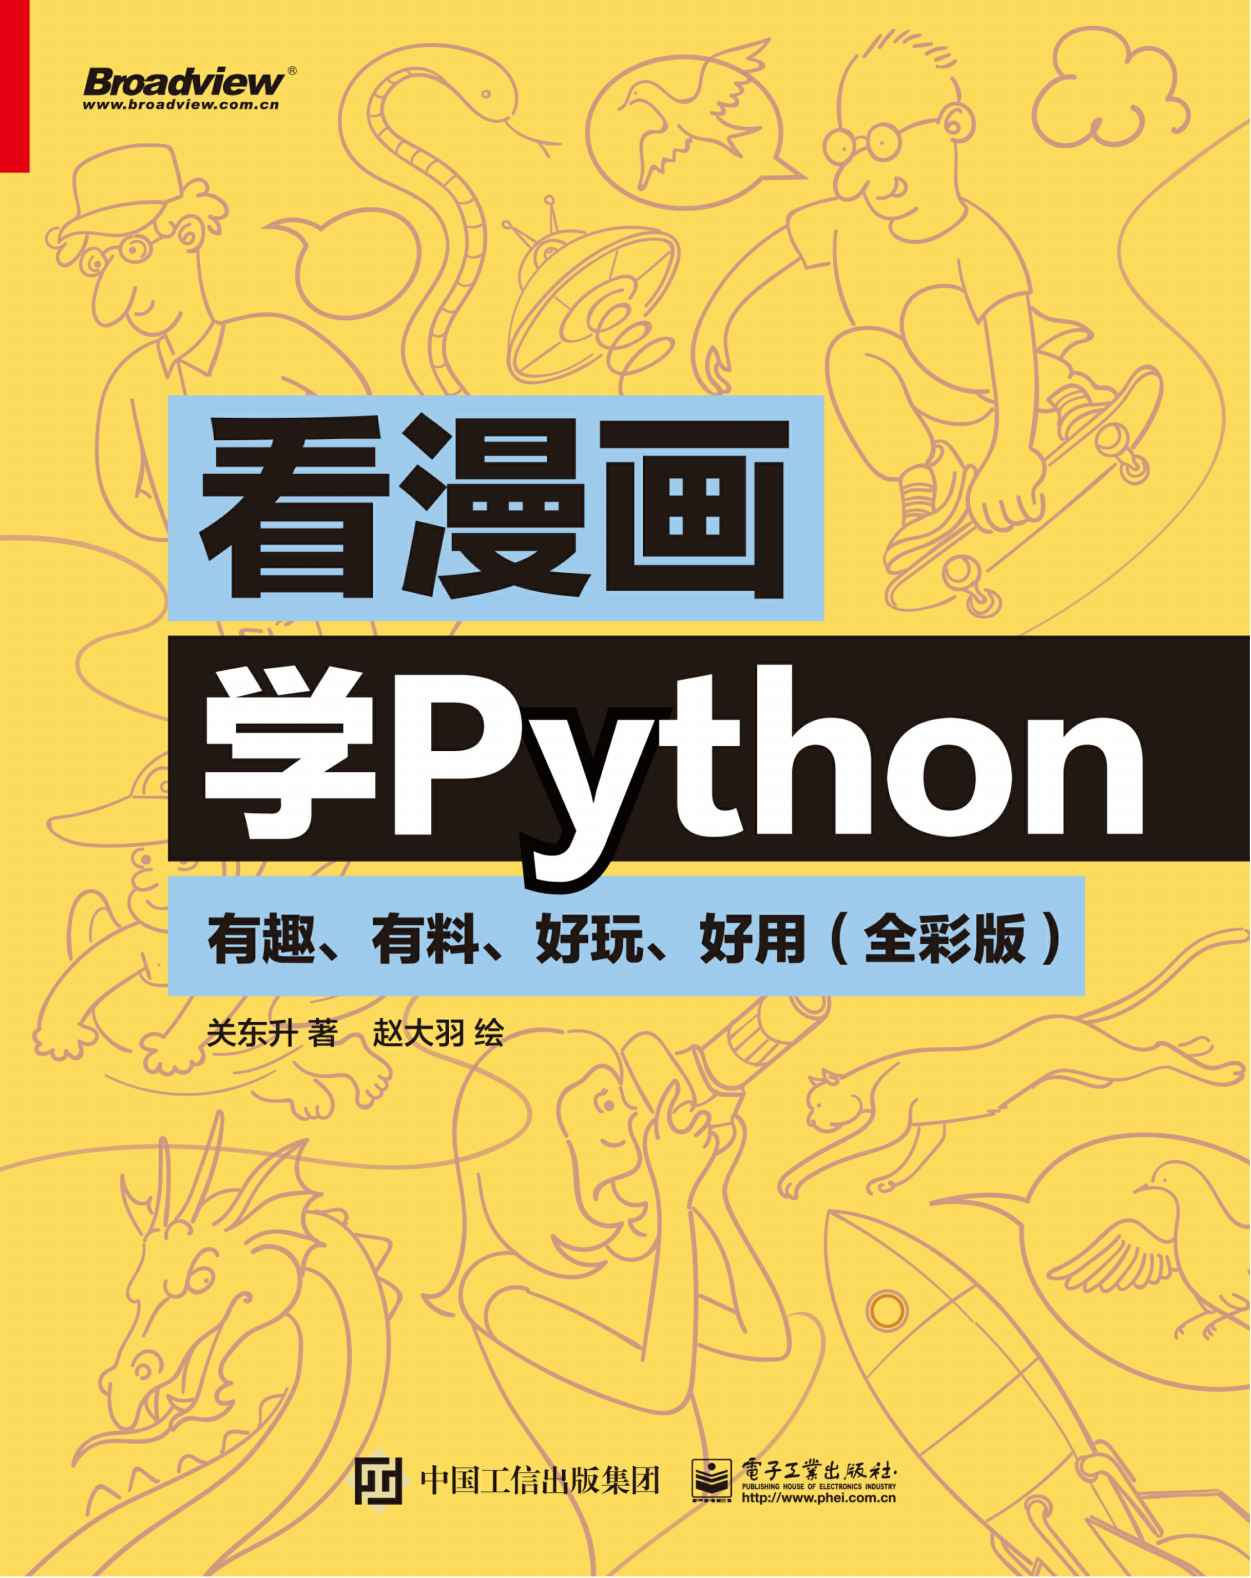 Broadview®
www.broadview.com.cn
看漫画
学Python
有趣、有料、好玩、好用（全彩版）
关东升 著 赵大羽 绘
中国工信出版集团
電子工業出版社·
PUBLISHING HOUSE OF ELECTRONICS INDUSTRY
http://www.phei.com.cn